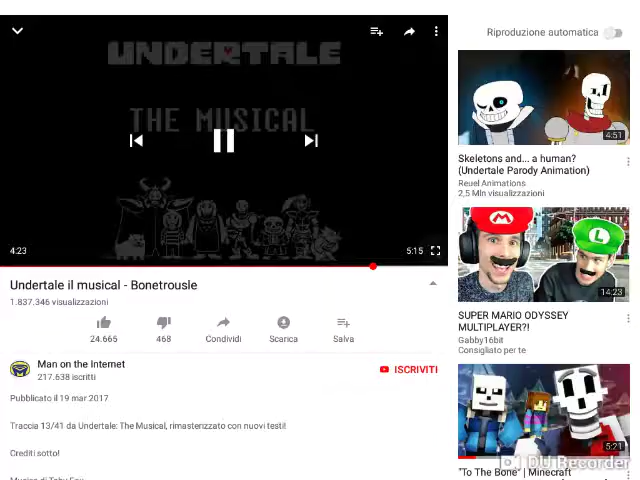 Riproduzione automatica
UNDERTALE
THE MUSICAL
4:23
5:15
Undertale il musical - Bonetrousle
1.837.346 visualizzazioni
24.665
468
Condividi
Scarica
Salva
Man on the Internet
217.638 iscritti
ISCRIVITI
Pubblicato il 19 mar 2017
Traccia 13/41 da Undertale: The Musical, rimasterizzato con nuovi testi!
Crediti sotto!
Musica di Toby Fox
4:51
Skeletons and... a human?
(Undertale Parody Animation)
Reuel Animations
2,5 Mln visualizzazioni
M
L
14:23
SUPER MARIO ODYSSEY
MULTIPLAYER?!
Gabby16bit
Consigliato per te
5:21
"To The Bone" | Minecraft
DU Recorder